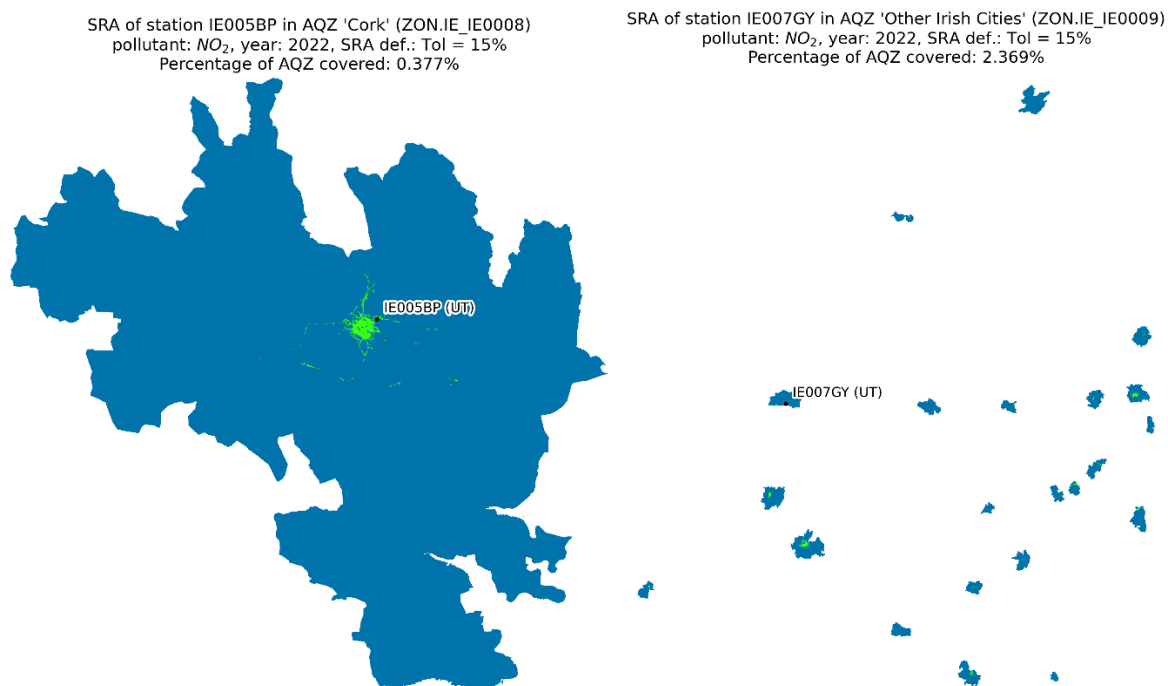 SRA of station IE005BP in AQZ 'Cork' (ZON.IE_IE0008)
pollutant: NO₂, year: 2022, SRA def.: Tol = 15%
Percentage of AQZ covered: 0.377%
IE005BP (UT)
SRA of station IE007GY in AQZ 'Other Irish Cities' (ZON.IE_IE0009)
pollutant: NO₂, year: 2022, SRA def.: Tol = 15%
Percentage of AQZ covered: 2.369%
IE007GY (UT)